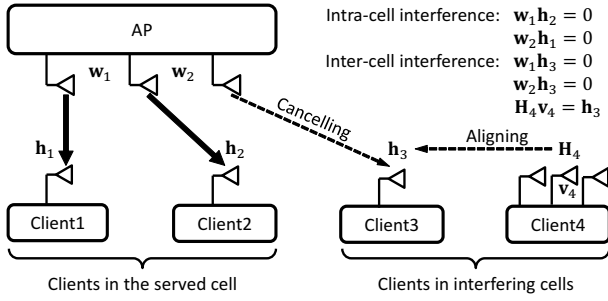 AP
Intra-cell interference: w₁h₂ = 0
w₂h₁ = 0
Inter-cell interference: w₁h₃ = 0
w₂h₃ = 0
H₄v₄ = h₃
w₁ w₂
Cancelling
h₁ h₂ h₃ Aligning H₄
v₄
Client1 Client2 Client3 Client4
Clients in the served cell Clients in interfering cells